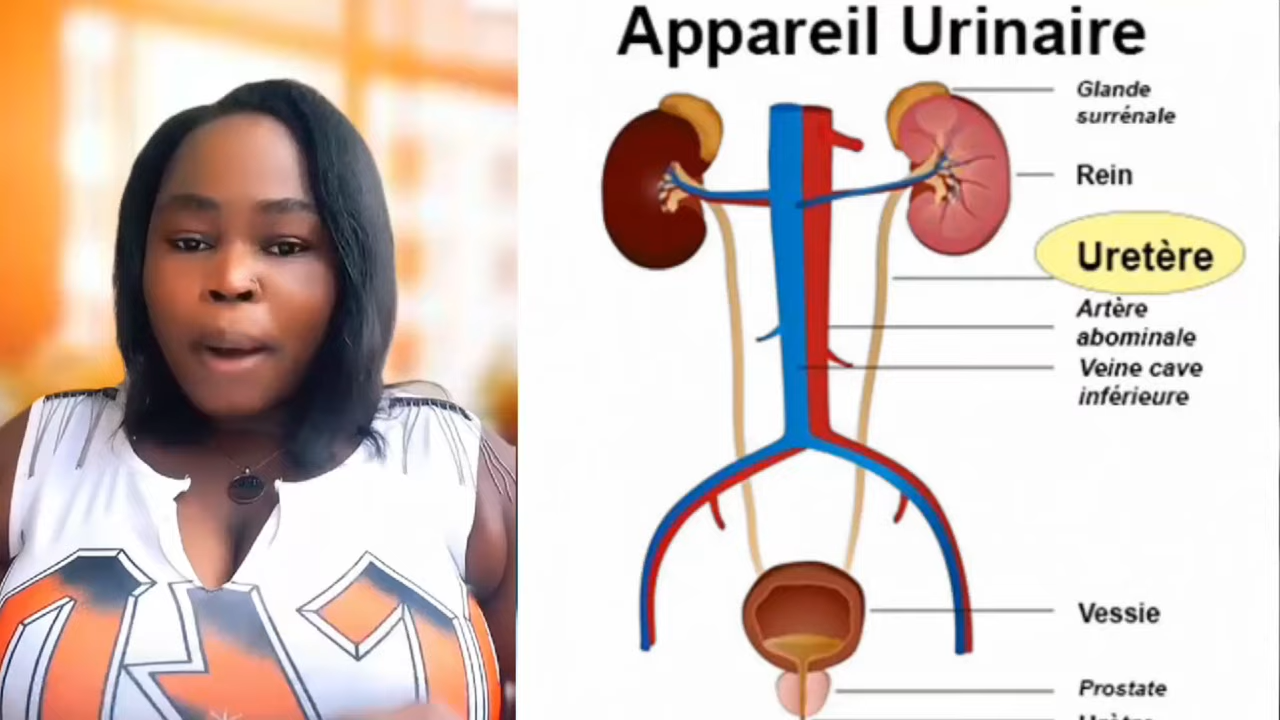 Appareil Urinaire
Glande
surrénale
Rein
Uretère
Artère
abominale
Veine cave
inférieure
Vessie
Prostate